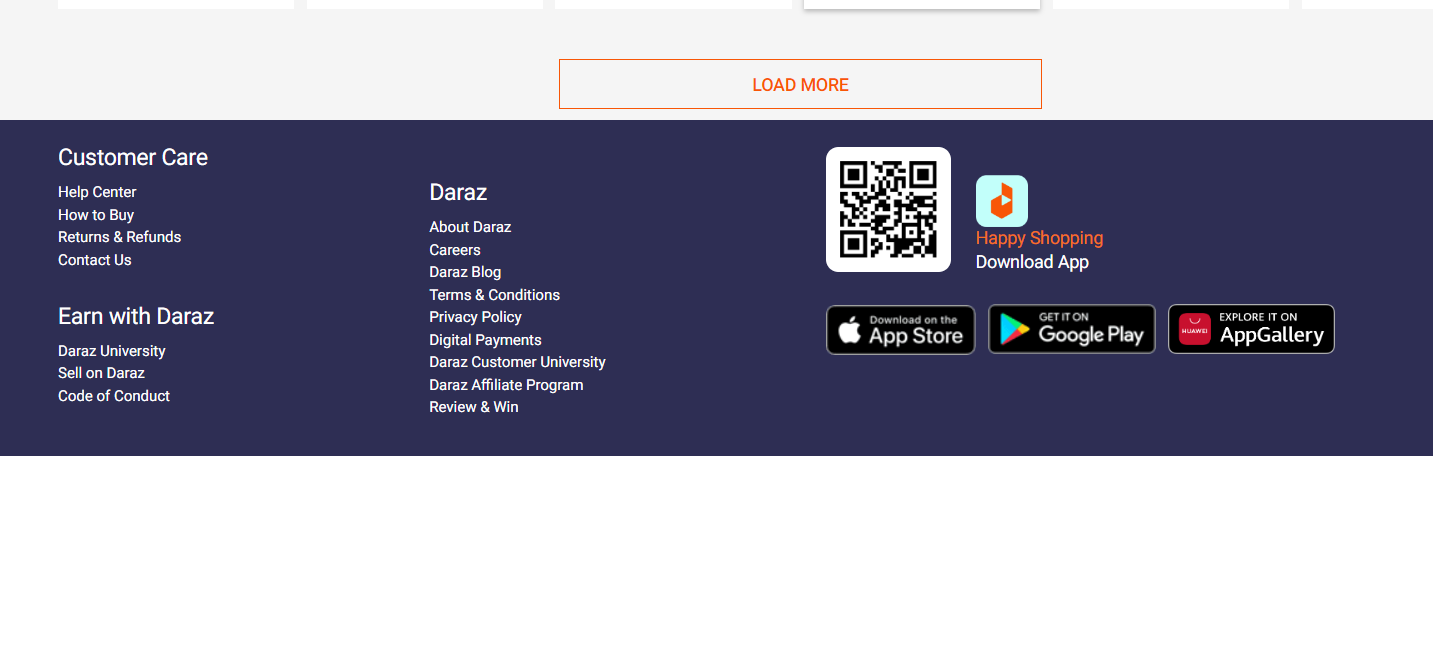 LOAD MORE
Customer Care
Help Center
How to Buy
Returns & Refunds
Contact Us
Earn with Daraz
Daraz University
Sell on Daraz
Code of Conduct
Daraz
About Daraz
Careers
Daraz Blog
Terms & Conditions
Privacy Policy
Digital Payments
Daraz Customer University
Daraz Affiliate Program
Review & Win
Happy Shopping
Download App
Download on the
App Store
GET IT ON
Google Play
HUAWEI
EXPLORE IT ON
AppGallery